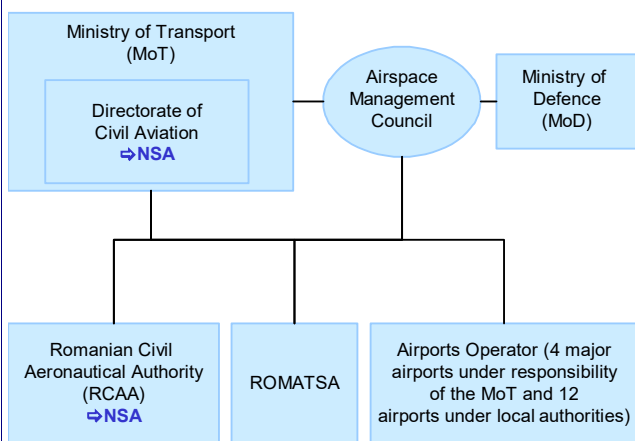 Ministry of Transport
(MoT)
Directorate of
Civil Aviation
⇨NSA
Airspace
Management
Council
Ministry of
Defence
(MoD)
Romanian Civil
Aeronautical Authority
(RCAA)
⇨NSA
ROMATSA
Airports Operator (4 major
airports under responsibility
of the MoT and 12
airports under local authorities)